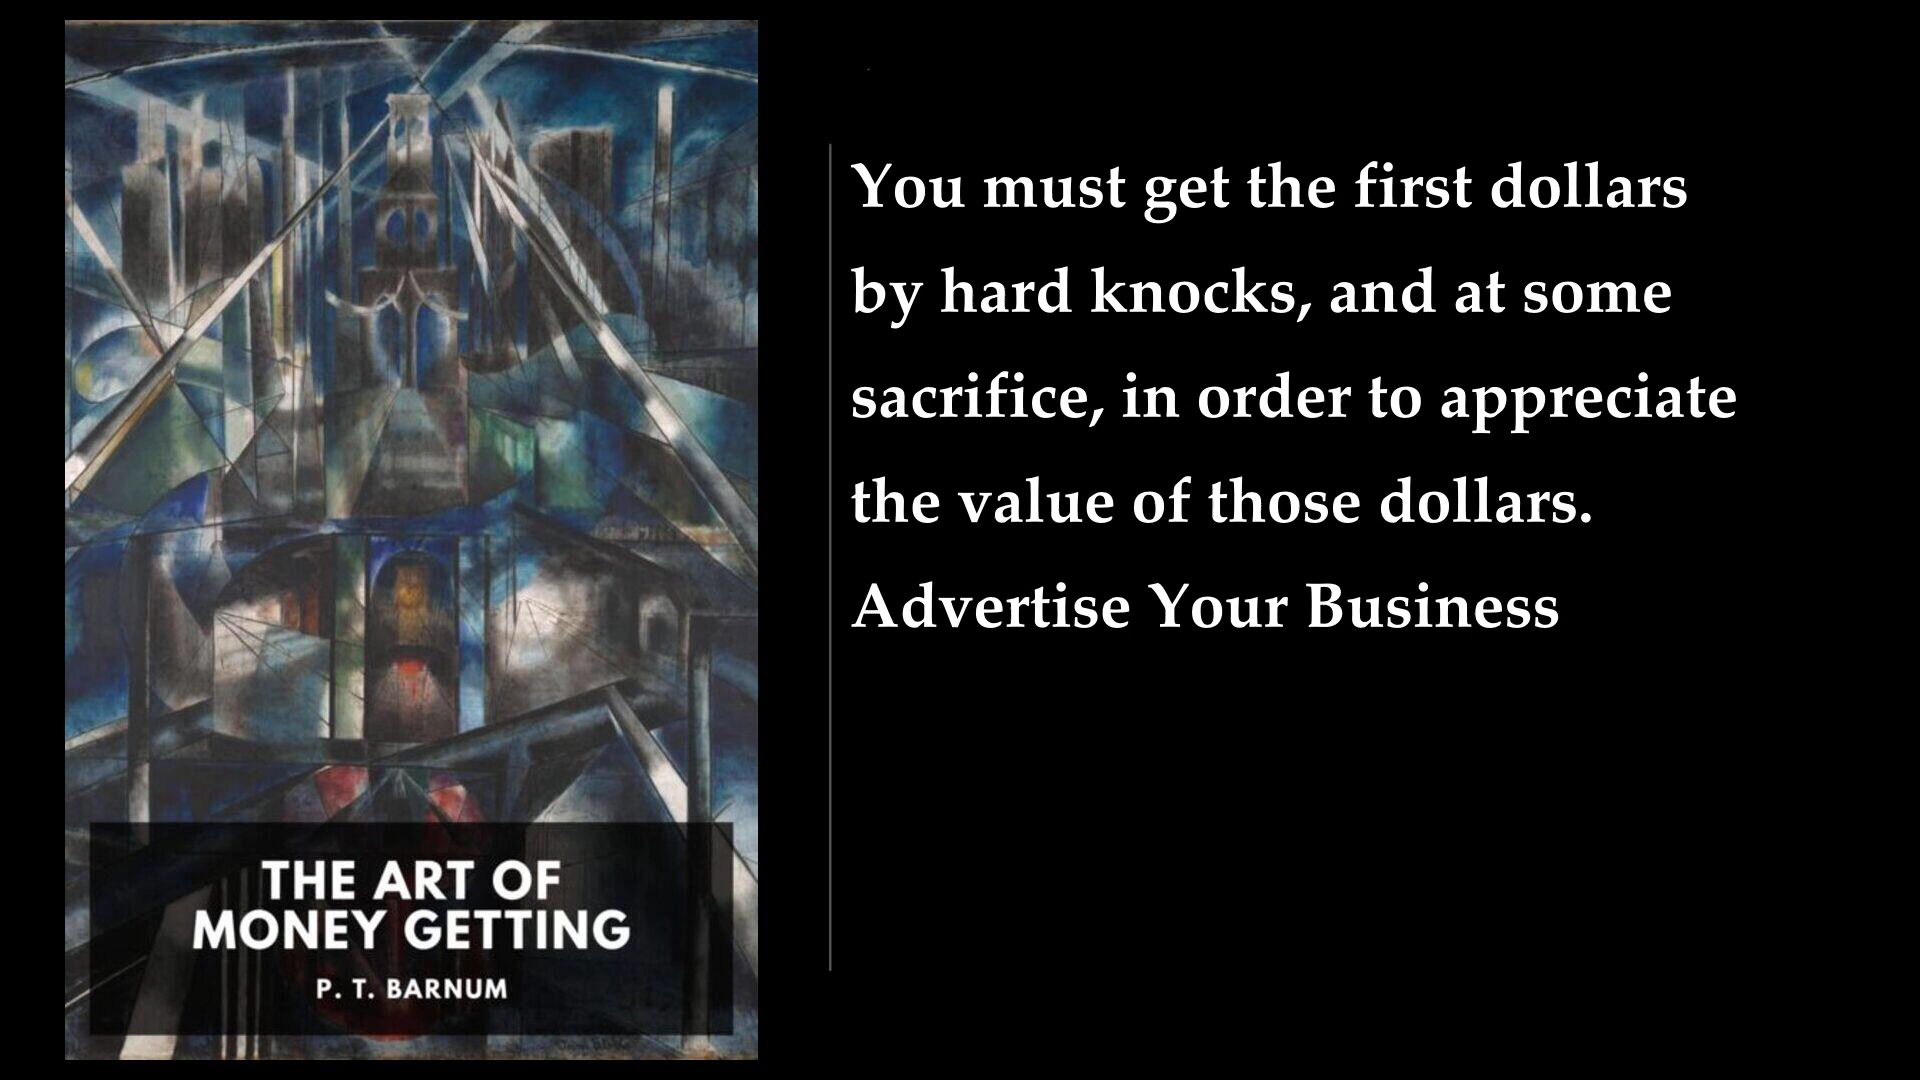 You must get the first dollars
by hard knocks, and at some
sacrifice, in order to appreciate
the value of those dollars.
Advertise Your Business
THE ART OF
MONEY GETTING
P. T. BARNUM